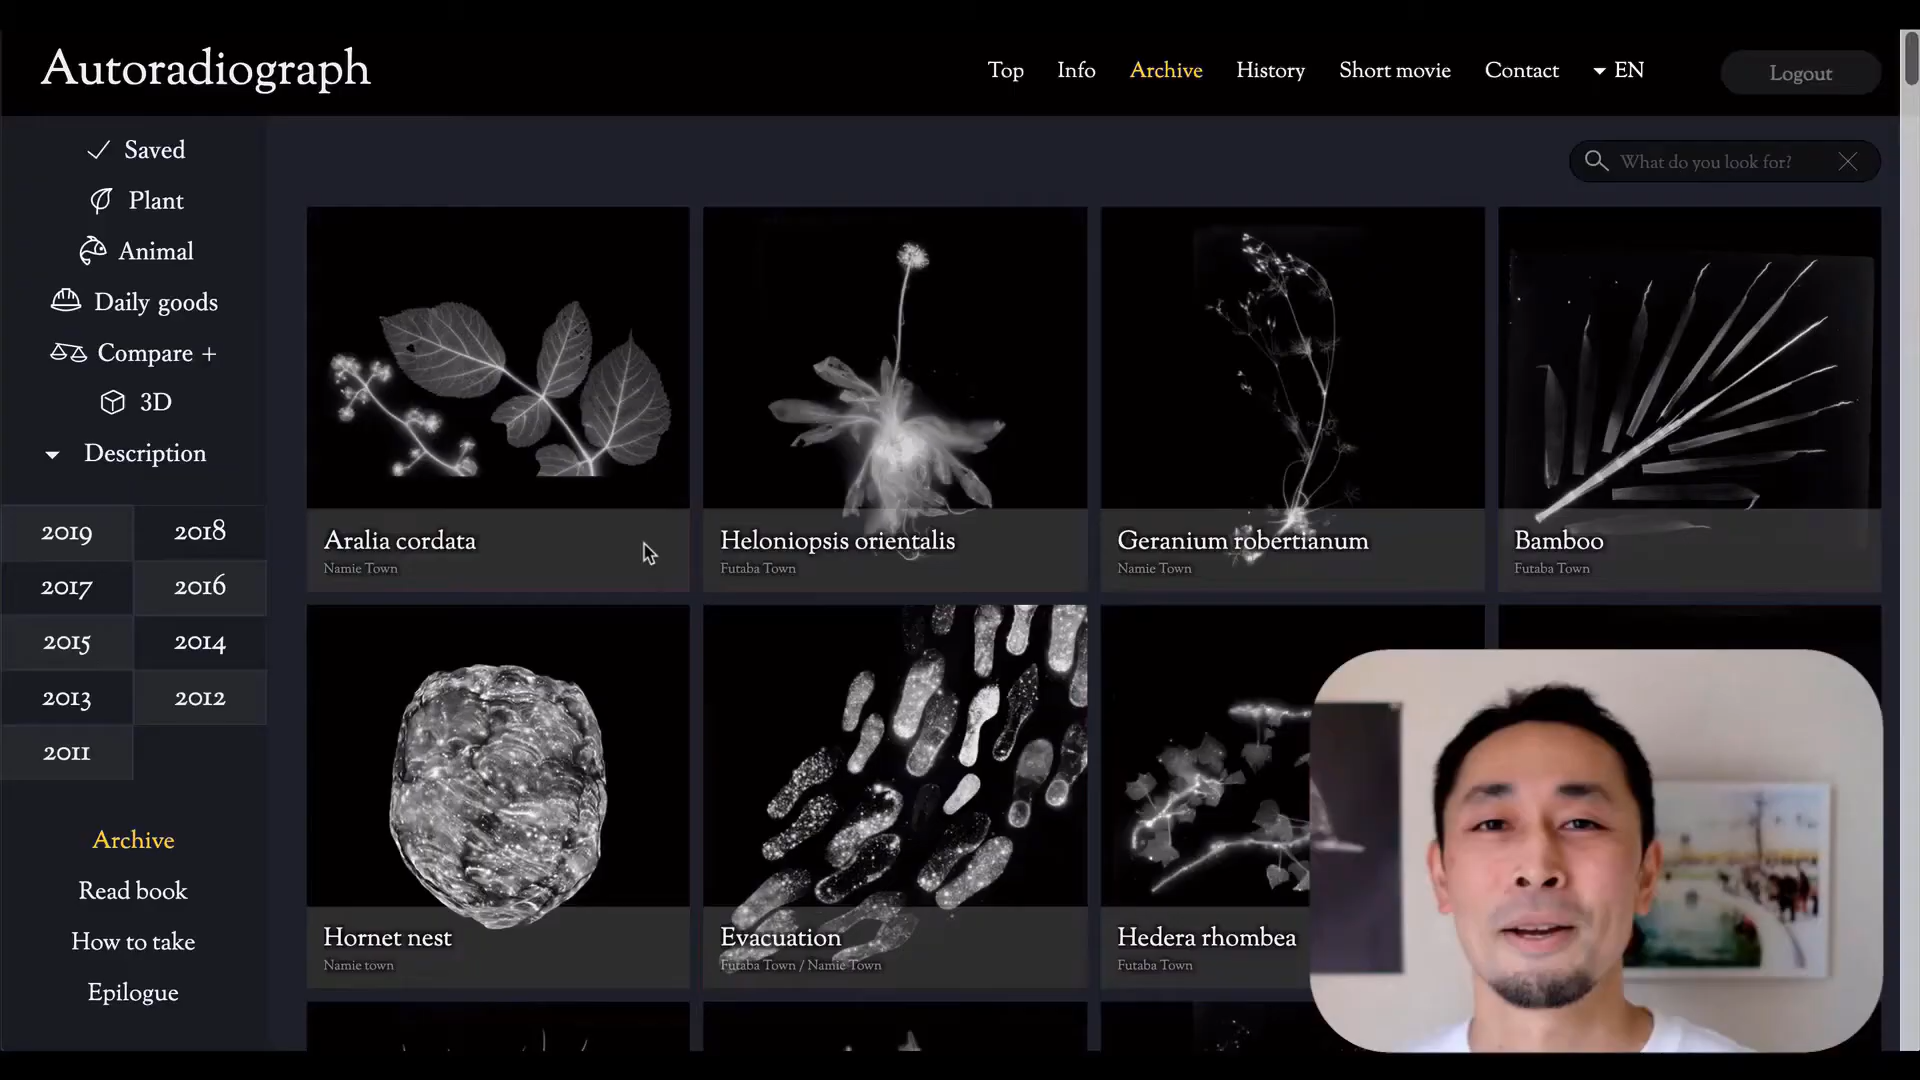 Autoradiograph
Top
Info
Archive
History
Short movie
Contact
EN
Logout
What do you look for?
Saved
Plant
Animal
Daily goods
Compare +
3D
Description
2019
2018
2017
2016
2015
2014
2013
2012
2011
Archive
Read book
How to take
Epilogue
Aralia cordata
Namie Town
Heloniopsis orientalis
Futaba Town
Geranium robertianum
Namie Town
Bamboo
Futaba Town
Hornet nest
Namie town
Evacuation
Futaba Town / Namie Town
Hedera rhombea
Futaba Town